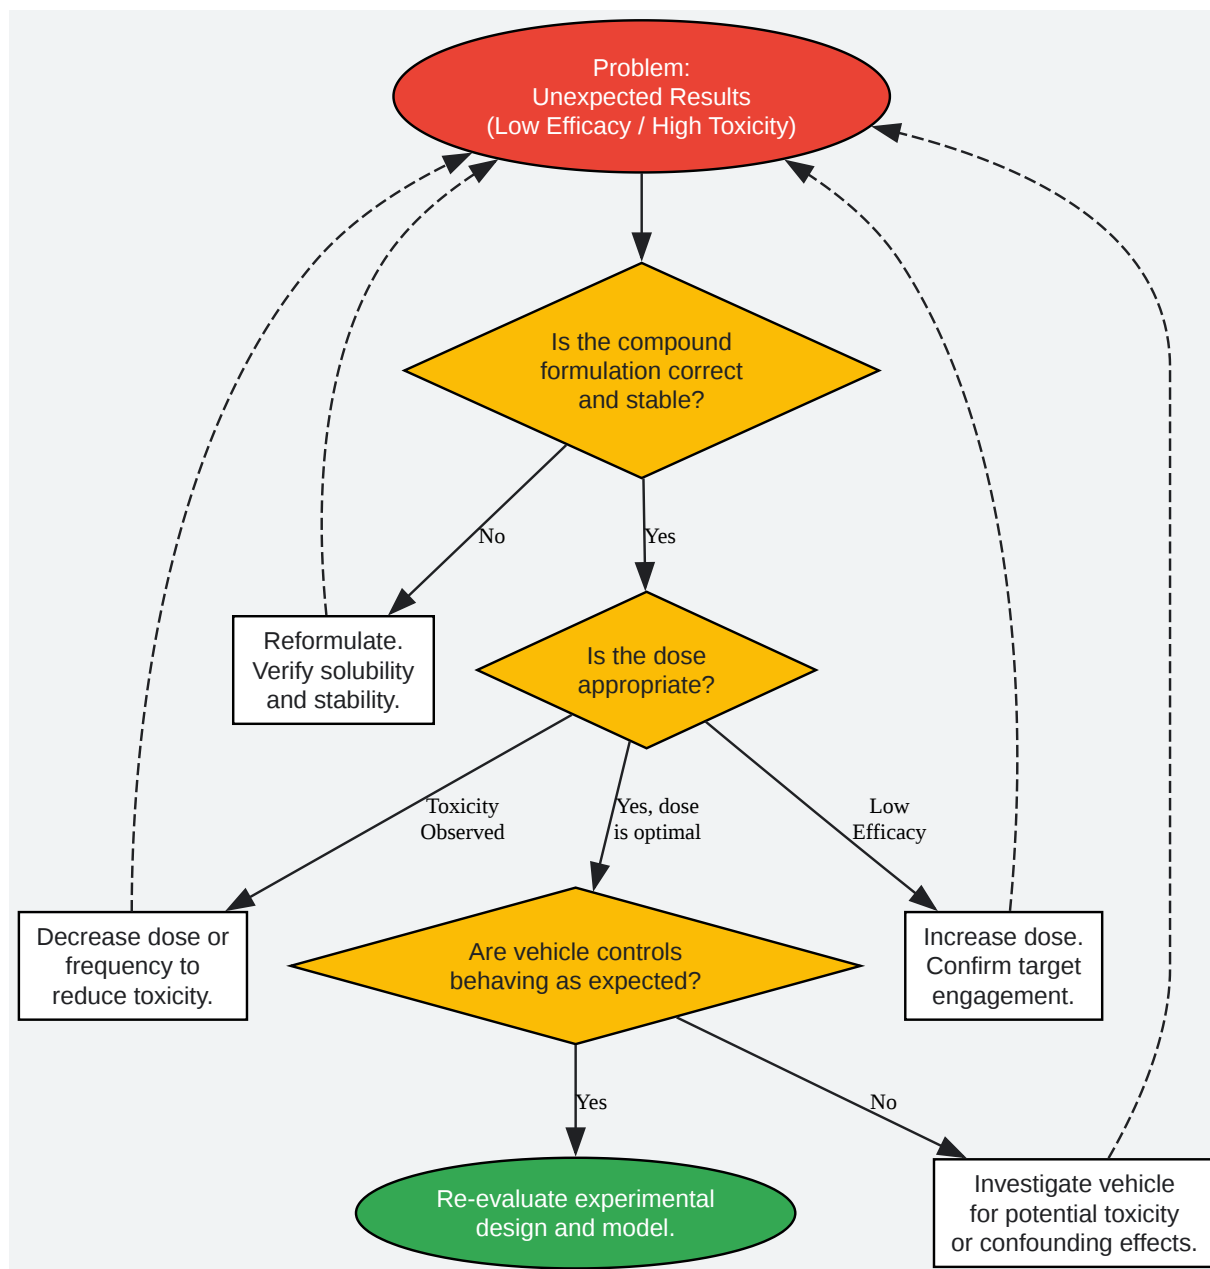 Problem:
Unexpected Results
(Low Efficacy / High Toxicity)
Is the compound
formulation correct
and stable?
No
Yes
Reformulate.
Verify solubility
and stability.
Is the dose
appropriate?
Toxicity
Observed
Yes, dose
is optimal
Low
Efficacy
Decrease dose or
frequency to
reduce toxicity.
Are vehicle controls
behaving as expected?
Increase dose.
Confirm target
engagement.
Yes
No
Re-evaluate experimental
design and model.
Investigate vehicle
for potential toxicity
or confounding effects.